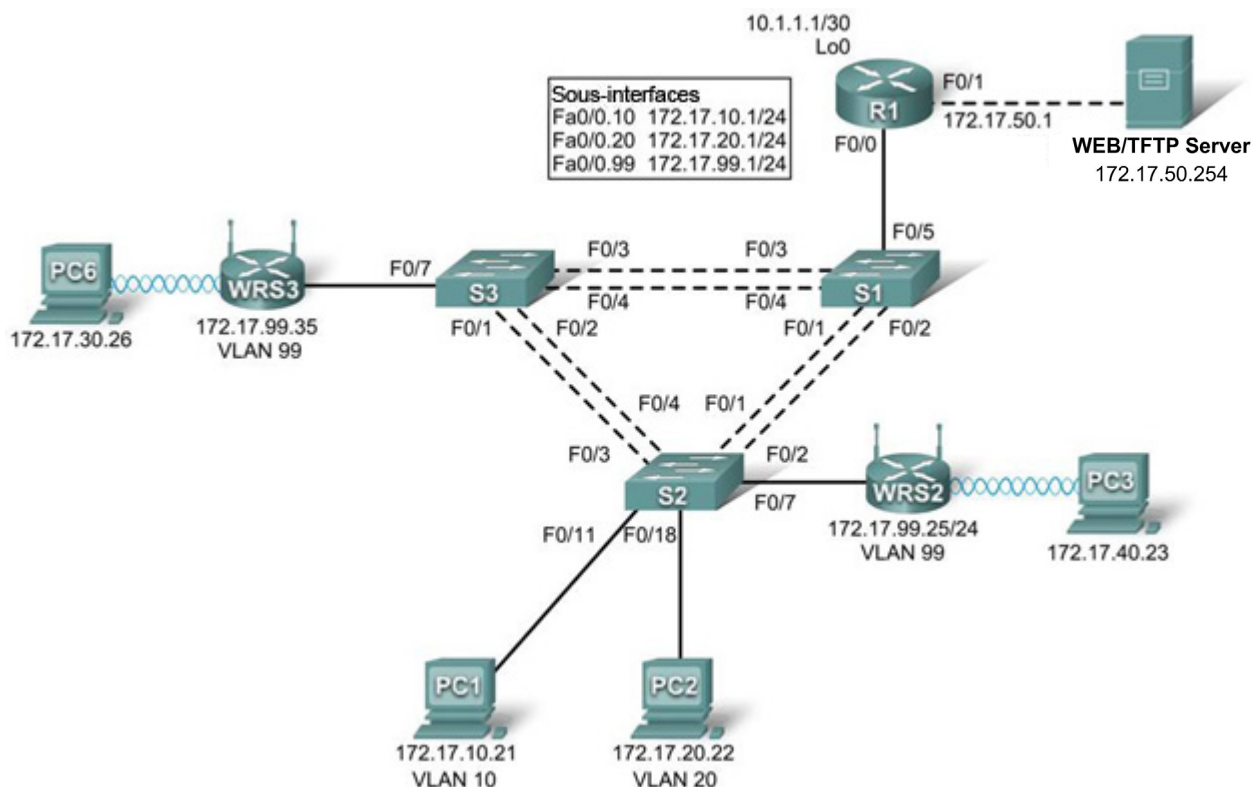 10.1.1.1/30
Lo0
R1
F0/1
172.17.50.1
F0/0
WEB/TFTP Server
172.17.50.254
Sous-interfaces
Fa0/0.10 172.17.10.1/24
Fa0/0.20 172.17.20.1/24
Fa0/0.99 172.17.99.1/24
F0/5
PC6
172.17.30.26
WRS3
172.17.99.35
VLAN 99
F0/7
S3
F0/3
F0/4
F0/1
F0/2
F0/3
F0/4
S1
F0/1
F0/2
F0/4
F0/3
F0/1
F0/2
S2
F0/7
WRS2
172.17.99.25/24
VLAN 99
PC3
172.17.40.23
F0/11
F0/18
PC1
172.17.10.21
VLAN 10
PC2
172.17.20.22
VLAN 20